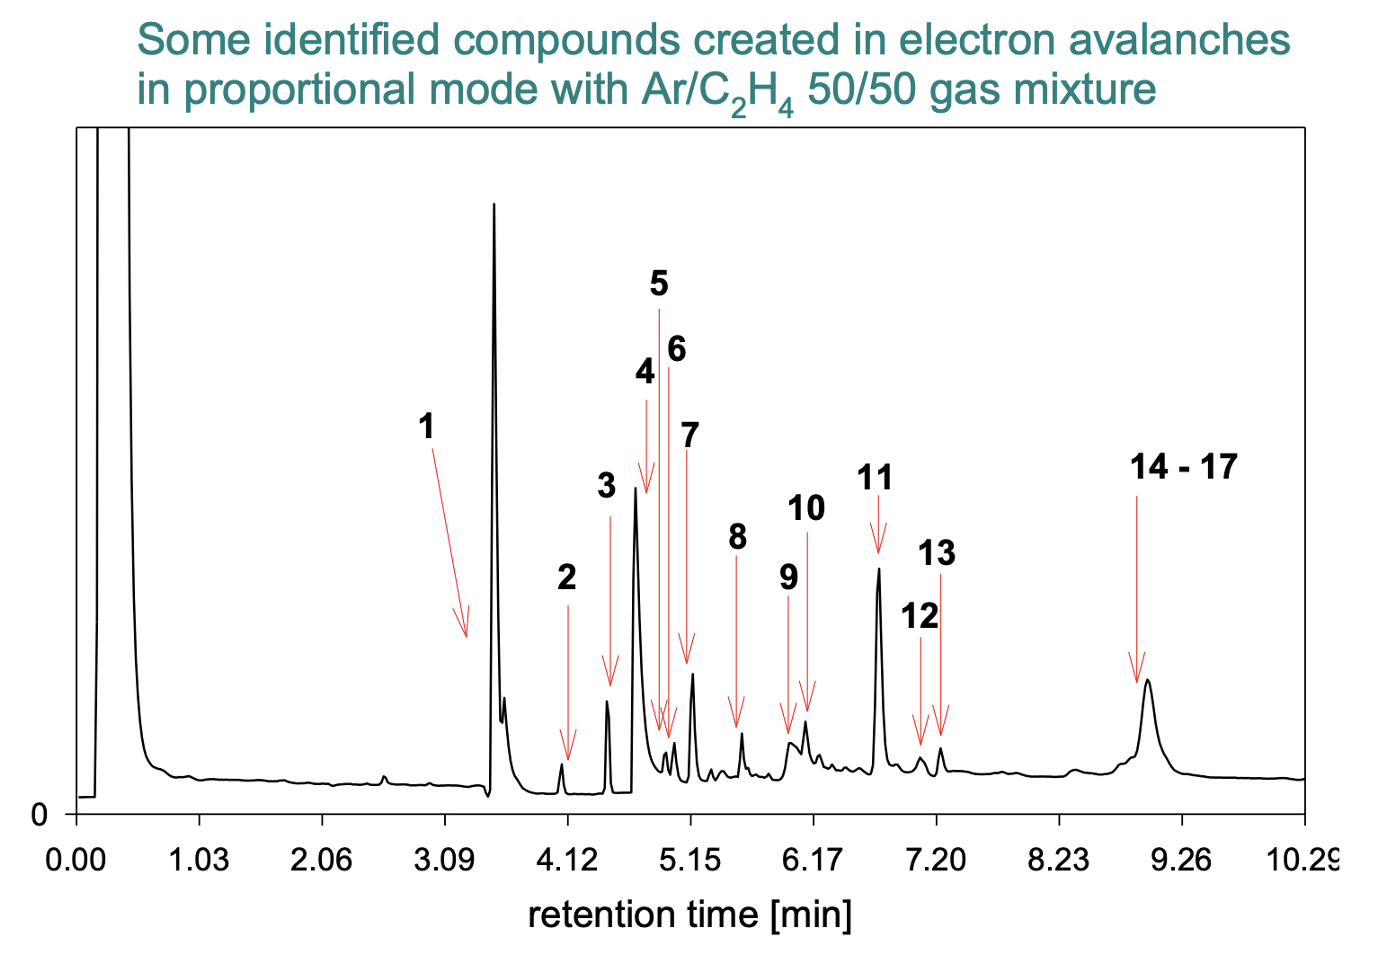 Some identified compounds created in electron avalanches
in proportional mode with Ar/C₂H₄ 50/50 gas mixture
5
6
4
1
7
14 - 17
11
3
10
8
13
2
9
12
0
0.00 1.03 2.06 3.09 4.12 5.15 6.17 7.20 8.23 9.26 10.29
retention time [min]